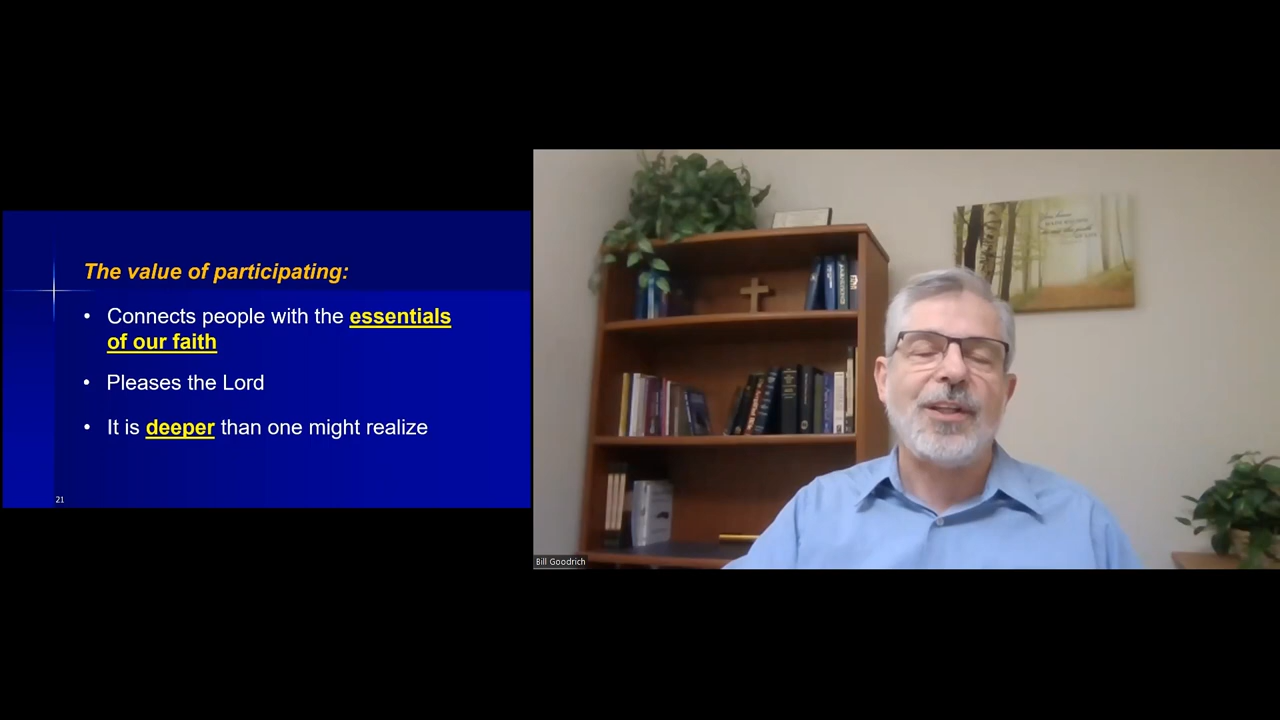 The value of participating:
• Connects people with the essentials
of our faith
• Pleases the Lord
• It is deeper than one might realize
21
Bill Goodrich